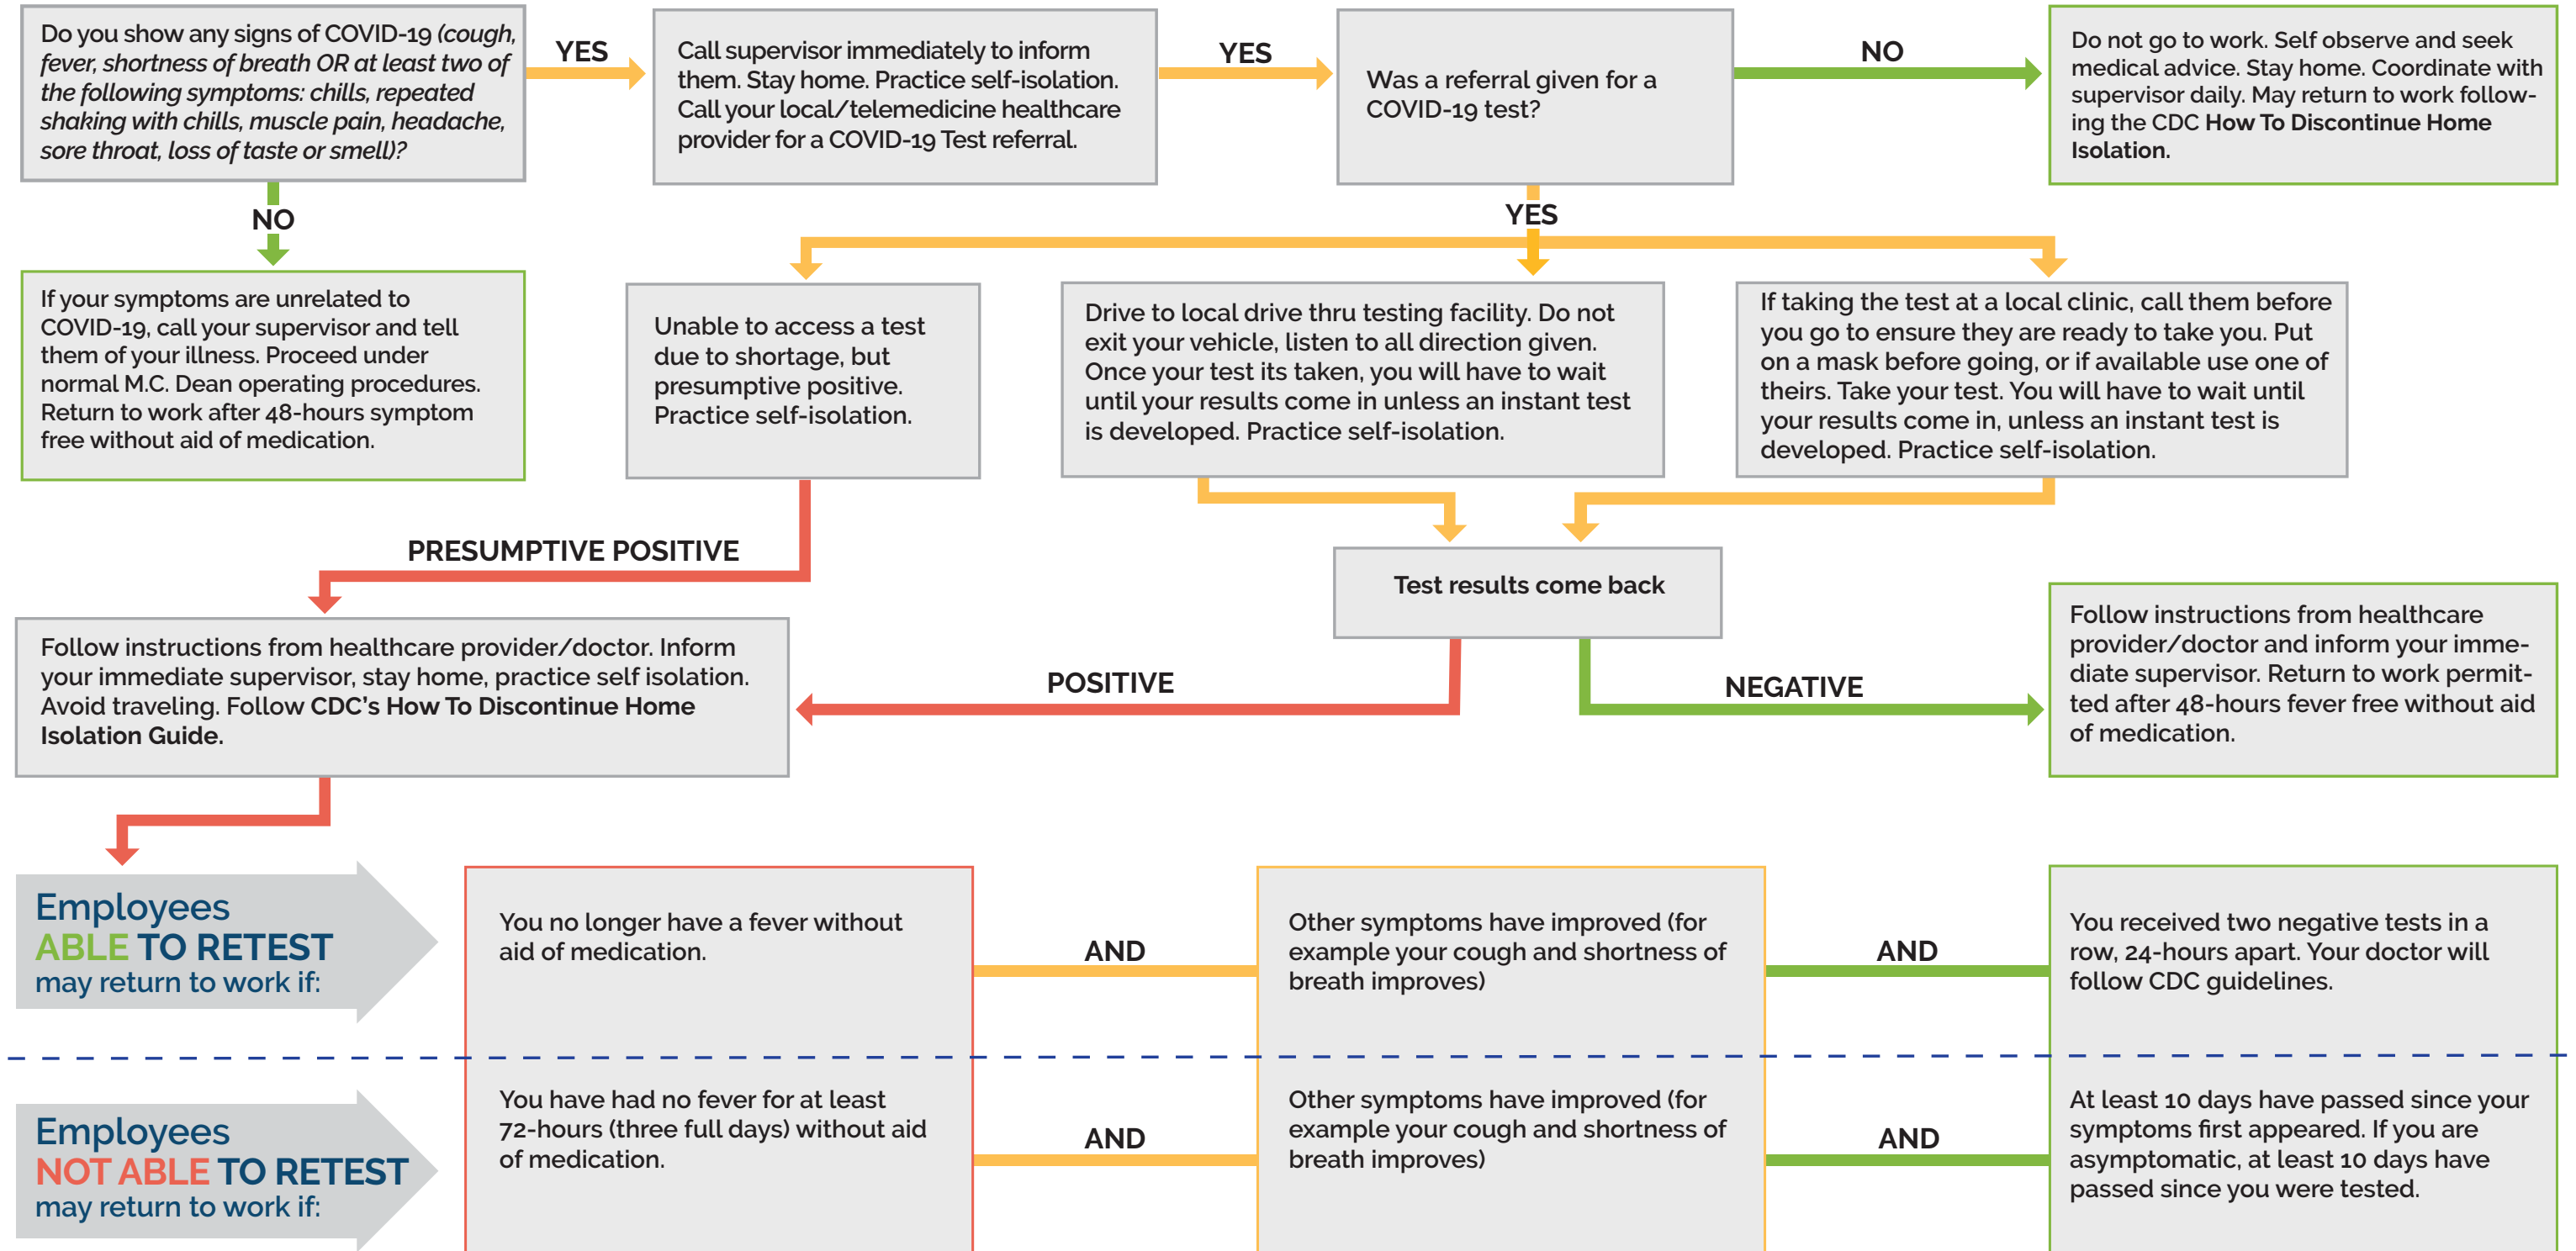 Do you show any signs of COVID-19 (cough,
fever, shortness of breath OR at least two of
the following symptoms: chills, repeated
shaking with chills, muscle pain, headache,
sore throat, loss of taste or smell)?
YES
Call supervisor immediately to inform
them. Stay home. Practice self-isolation.
Call your local/telemedicine healthcare
provider for a COVID-19 Test referral.
YES
Was a referral given for a
COVID-19 test?
NO
Do not go to work. Self observe and seek
medical advice. Stay home. Coordinate with
supervisor daily. May return to work follow-
ing the CDC How To Discontinue Home
Isolation.
NO
YES
If your symptoms are unrelated to
COVID-19, call your supervisor and tell
them of your illness. Proceed under
normal M.C. Dean operating procedures.
Return to work after 48-hours symptom
free without aid of medication.
Unable to access a test
due to shortage, but
presumptive positive.
Practice self-isolation.
Drive to local drive thru testing facility. Do not
exit your vehicle, listen to all direction given.
Once your test its taken, you will have to wait
until your results come in unless an instant test
is developed. Practice self-isolation.
If taking the test at a local clinic, call them before
you go to ensure they are ready to take you. Put
on a mask before going, or if available use one of
theirs. Take your test. You will have to wait until
your results come in, unless an instant test is
developed. Practice self-isolation.
PRESUMPTIVE POSITIVE
Test results come back
Follow instructions from healthcare provider/doctor. Inform
your immediate supervisor, stay home, practice self isolation.
Avoid traveling. Follow CDC's How To Discontinue Home
Isolation Guide.
POSITIVE
NEGATIVE
Follow instructions from healthcare
provider/doctor and inform your imme-
diate supervisor. Return to work permit-
ted after 48-hours fever free without aid
of medication.
Employees
ABLE TO RETEST
may return to work if:
You no longer have a fever without
aid of medication.
AND
Other symptoms have improved (for
example your cough and shortness of
breath improves)
AND
You received two negative tests in a
row, 24-hours apart. Your doctor will
follow CDC guidelines.
Employees
NOT ABLE TO RETEST
may return to work if:
You have had no fever for at least
72-hours (three full days) without aid
of medication.
AND
Other symptoms have improved (for
example your cough and shortness of
breath improves)
AND
At least 10 days have passed since your
symptoms first appeared. If you are
asymptomatic, at least 10 days have
passed since you were tested.